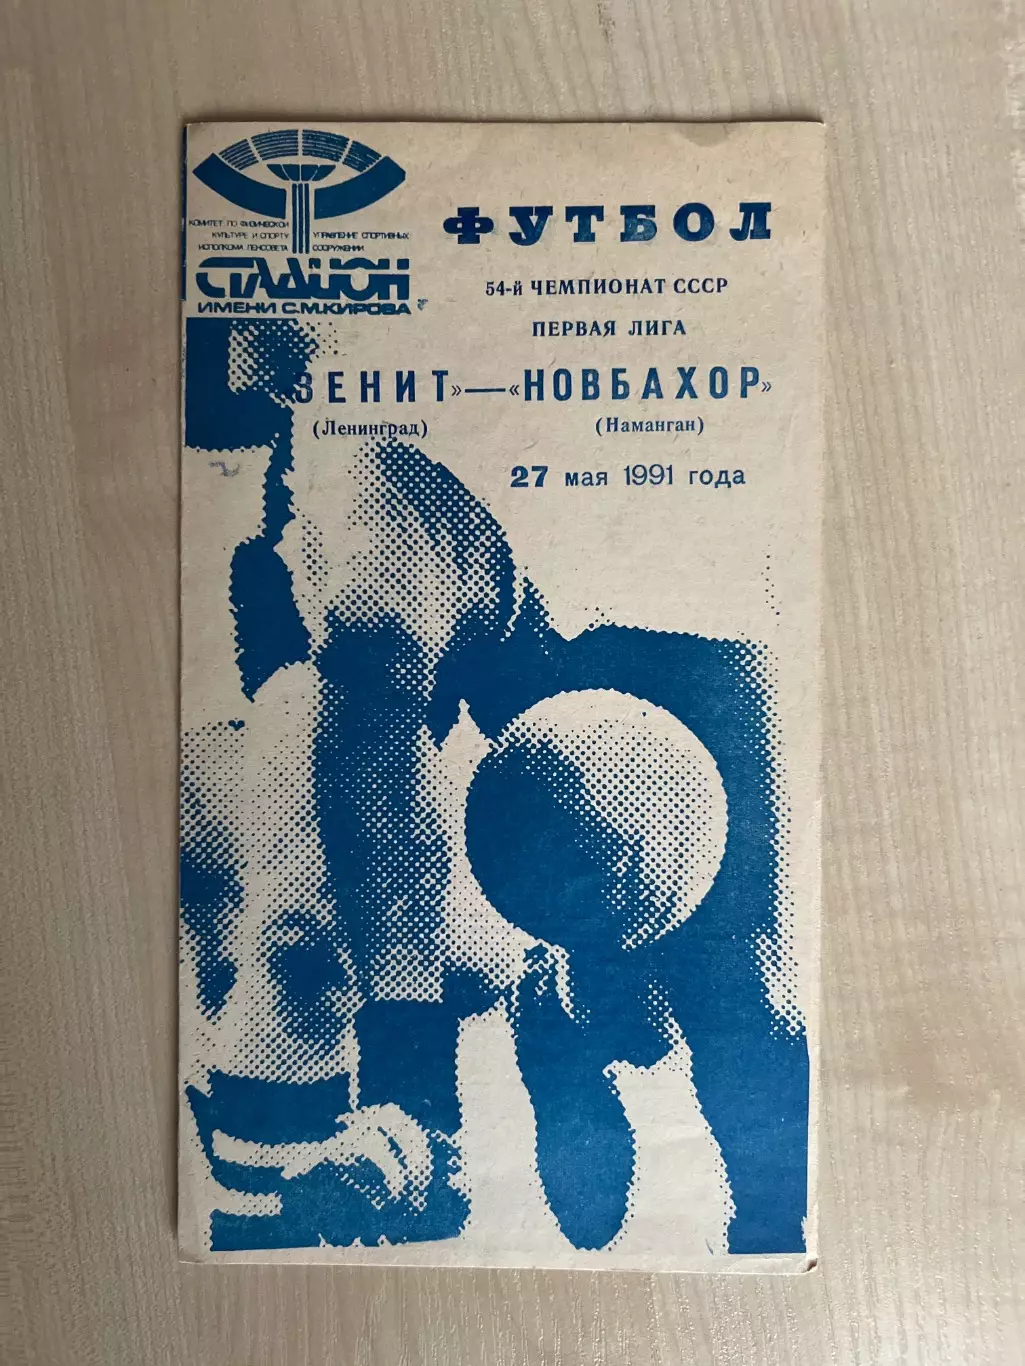 КОМИТЕТ ПО ФИЗИЧЕСКОЙ
КУЛЬТУРЕ И СПОРТУ
ИСПОЛКОМА ЛЕНСОВЕТА
УПРАВЛЕНИЕ СПОРТИВНЫХ
СООРУЖЕНИЙ
СТАДИОН
ИМЕНИ С.М.КИРОВА
ФУТБОЛ
54-й ЧЕМПИОНАТ СССР
ПЕРВАЯ ЛИГА
ЗЕНИТ»—«НОВБАХОР»
(Ленинград) (Наманган)
27 мая 1991 года